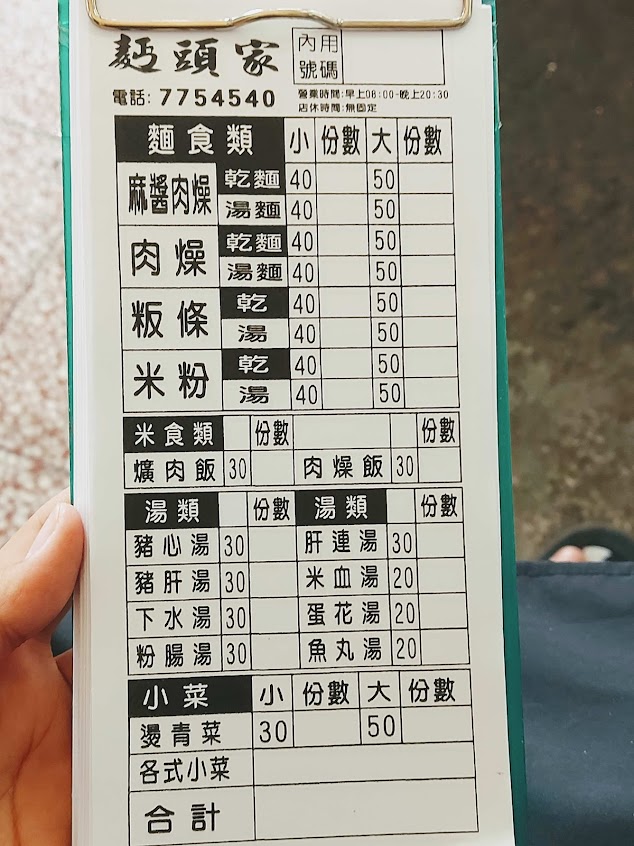 麪頭家
內用
號碼
電話: 7754540
營業時間:早上08:00-晚上20:30
店休時間:無固定
麵食類 小 份數 大 份數
麻醬肉燥 乾麵 40 50
湯麵 40 50
肉燥 乾麵 40 50
湯麵 40 50
粄條 乾 40 50
湯 40 50
米粉 乾 40 50
湯 40 50
米食類 份數 份數
爌肉飯 30 肉燥飯 30
湯類 份數 湯類 份數
豬心湯 30 肝連湯 30
豬肝湯 30 米血湯 20
下水湯 30 蛋花湯 20
粉腸湯 30 魚丸湯 20
小菜 小 份數 大 份數
燙青菜 30 50
各式小菜
合計